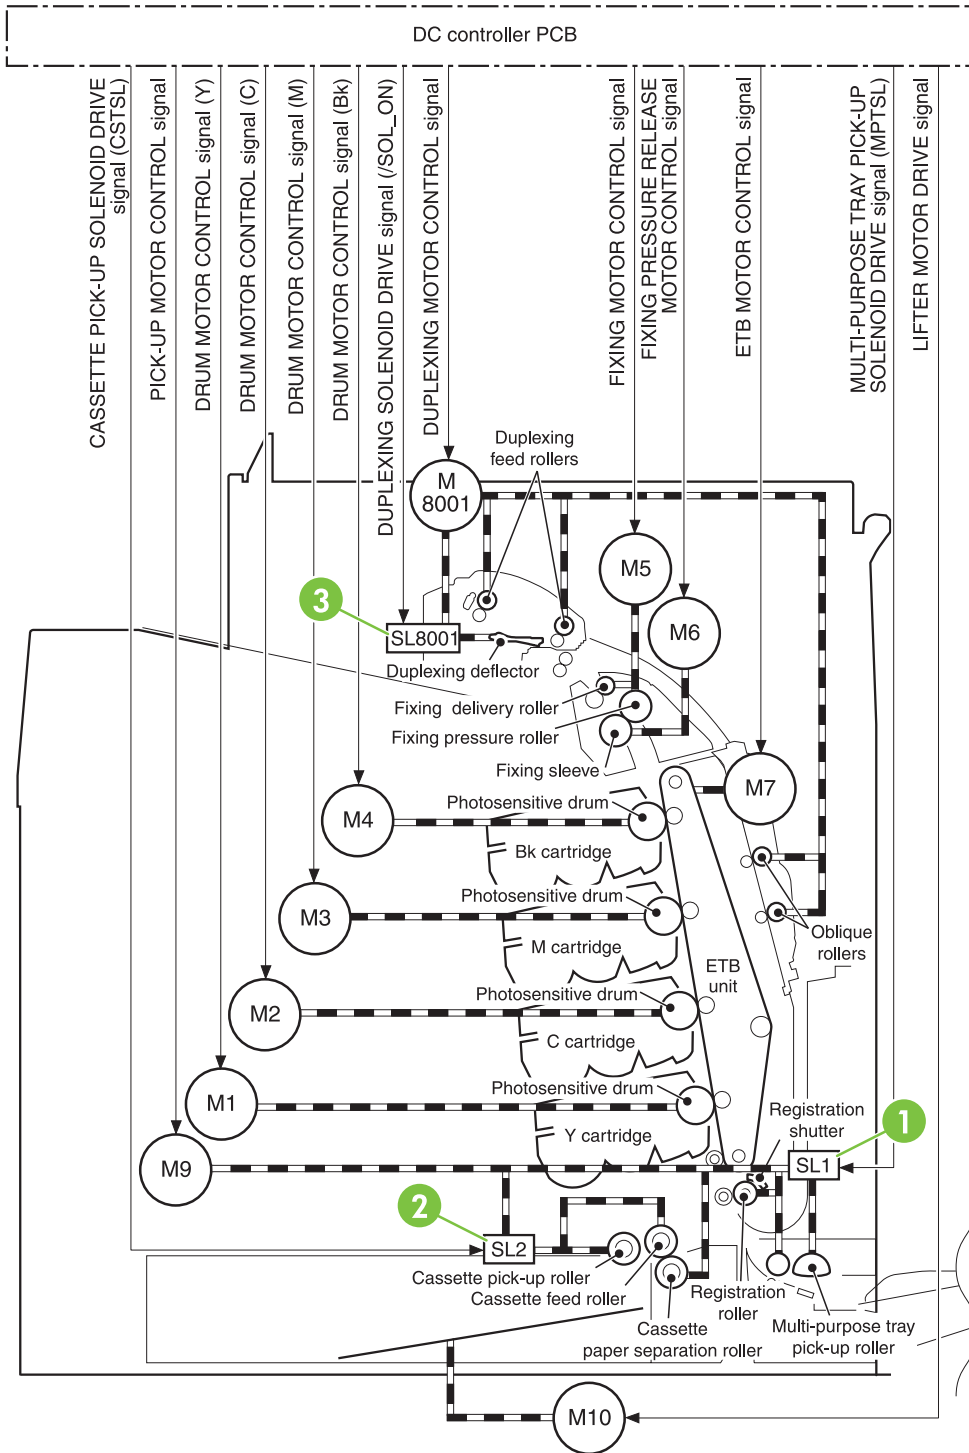 DC controller PCB
CASSETTE PICK-UP SOLENOID DRIVE
signal (CSTSL)
PICK-UP MOTOR CONTROL signal
DRUM MOTOR CONTROL signal (Y)
DRUM MOTOR CONTROL signal (C)
DRUM MOTOR CONTROL signal (M)
DRUM MOTOR CONTROL signal (Bk)
DUPLEXING SOLENOID DRIVE signal (/SOL_ON)
DUPLEXING MOTOR CONTROL signal
FIXING MOTOR CONTROL signal
FIXING PRESSURE RELEASE
MOTOR CONTROL signal
ETB MOTOR CONTROL signal
MULTI-PURPOSE TRAY PICK-UP
SOLENOID DRIVE signal (MPTSL)
LIFTER MOTOR DRIVE signal
Duplexing
feed rollers
M
8001
M5
3
M6
SL8001
Duplexing deflector
Fixing delivery roller
Fixing pressure roller
Fixing sleeve
M7
Photosensitive drum
M4
Bk cartridge
Photosensitive drum
M3
M cartridge
Oblique
rollers
ETB
unit
Photosensitive drum
M2
C cartridge
Photosensitive drum
M1
Registration
shutter
1
Y cartridge
M9
SL1
2
SL2
Cassette pick-up roller
Cassette feed roller
Registration
roller
Cassette
paper separation roller
Multi-purpose tray
pick-up roller
M10